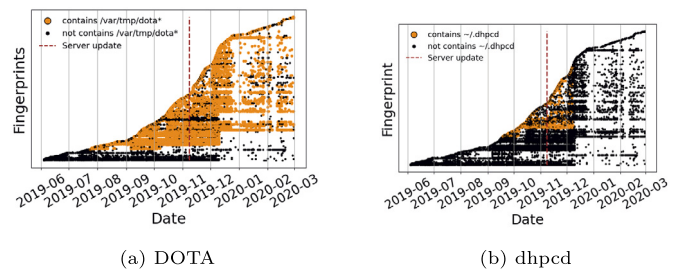 contains /var/tmp/dota*
not contains /var/tmp/dota*
Server update
Fingerprints
2019-06 2019-07 2019-08 2019-09 2019-10 2019-11 2019-12 2020-01 2020-02 2020-03
Date
(a) DOTA
contains ~/.dhpcd
not contains ~/.dhpcd
Server update
Fingerprint
2019-06 2019-07 2019-08 2019-09 2019-10 2019-11 2019-12 2020-01 2020-02 2020-03
Date
(b) dhpcd